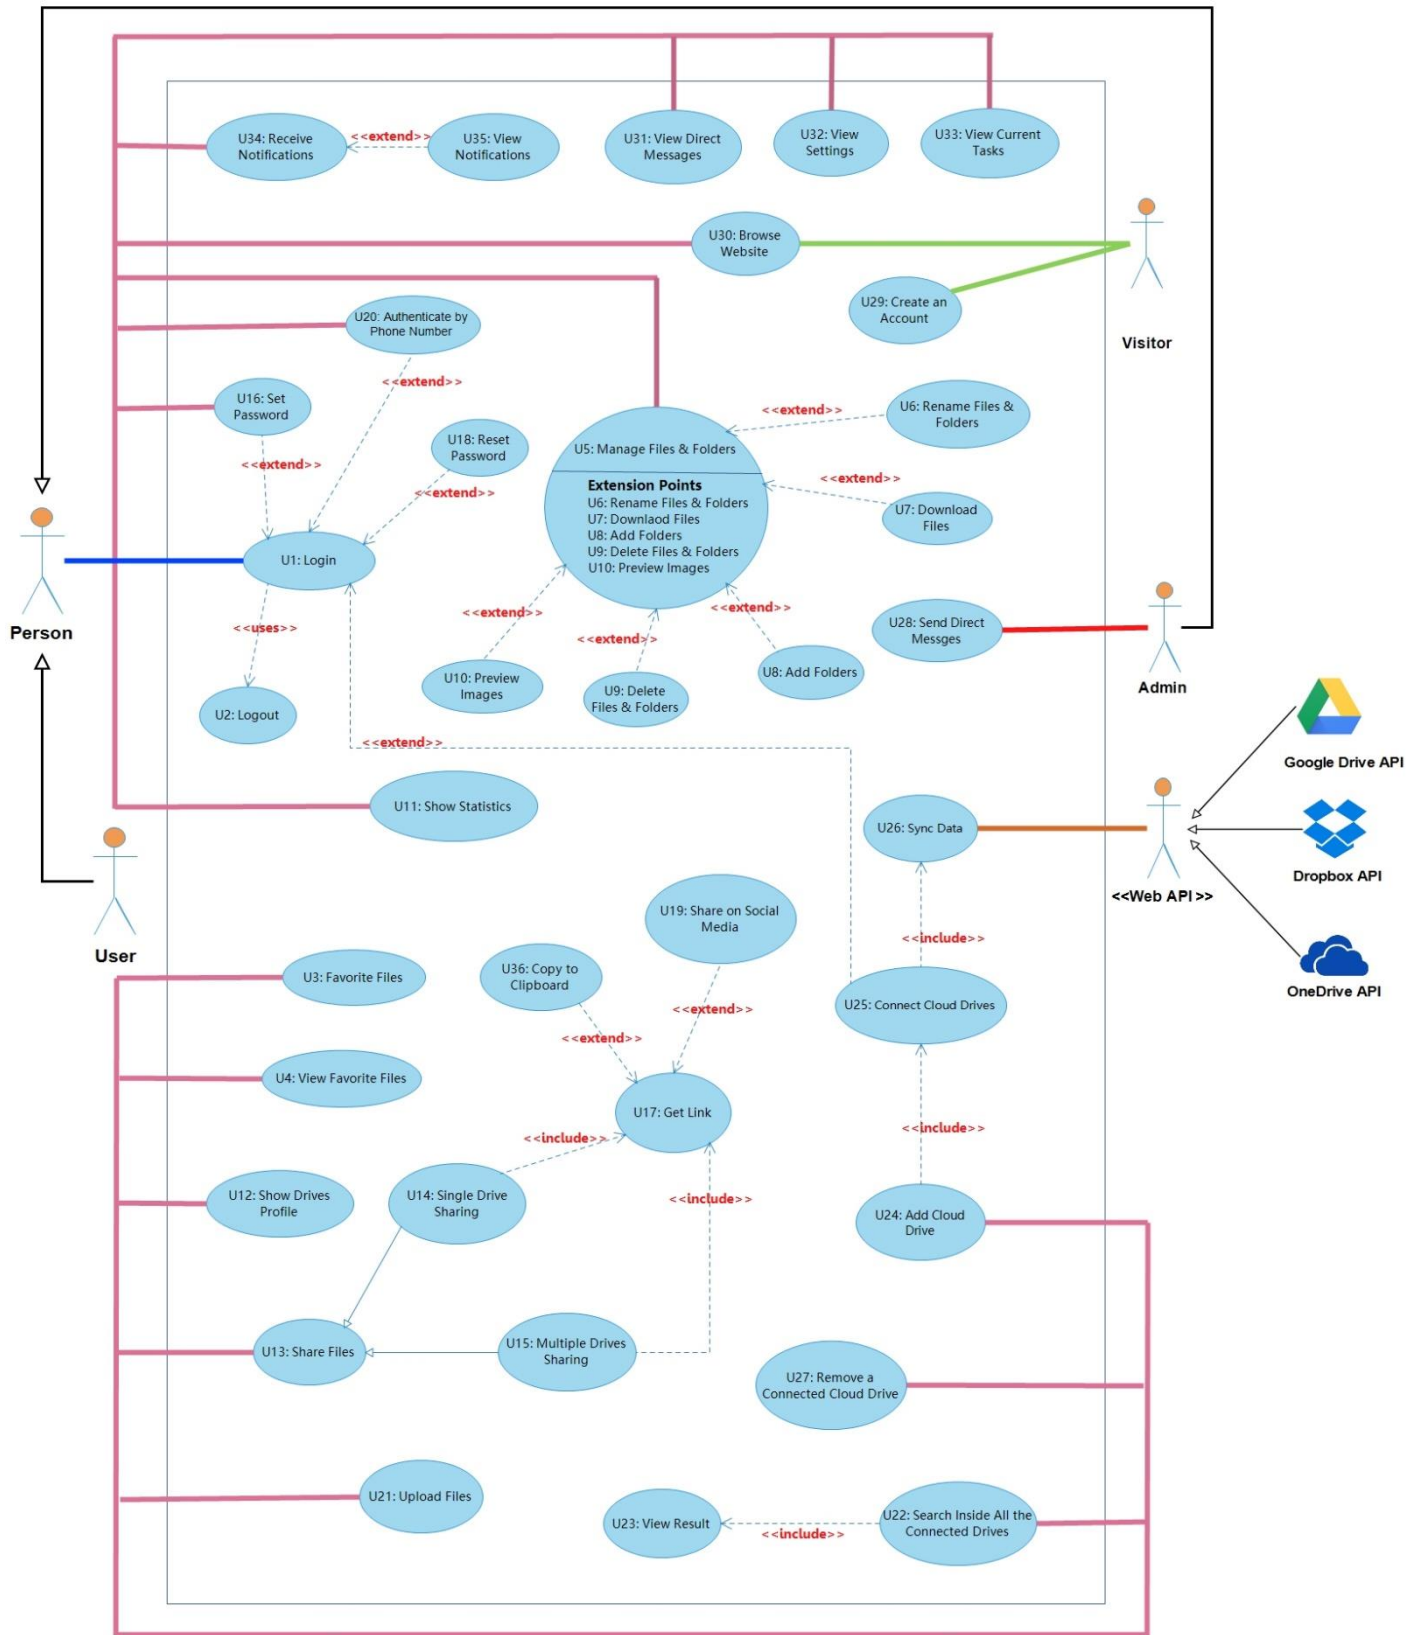 U34: Receive
Notifications
<<extend>>
U35: View
Notifications
U31: View Direct
Messages
U32: View
Settings
U33: View Current
Tasks
U30: Browse
Website
U29: Create an
Account
Visitor
U20: Authenticate by
Phone Number
<<extend>>
U16: Set
Password
<<extend>>
U18: Reset
Password
<<extend>>
U1: Login
<<uses>>
U2: Logout
Person
U5: Manage Files & Folders
Extension Points
U6: Rename Files & Folders
U7: Downlaod Files
U8: Add Folders
U9: Delete Files & Folders
U10: Preview Images
<<extend>>
U6: Rename Files &
Folders
<<extend>>
U7: Download
Files
<<extend>>
U10: Preview
Images
<<extend>>
U9: Delete
Files & Folders
<<extend>>
U8: Add Folders
U28: Send Direct
Messges
Admin
<<extend>>
U11: Show Statistics
User
U26: Sync Data
<<Web API>>
Google Drive API
Dropbox API
OneDrive API
<<include>>
U25: Connect Cloud Drives
<<include>>
U24: Add Cloud
Drive
U3: Favorite Files
U36: Copy to
Clipboard
U19: Share on Social
Media
<<extend>>
<<extend>>
U4: View Favorite Files
U17: Get Link
<<include>>
<<include>>
U12: Show Drives
Profile
U14: Single Drive
Sharing
U13: Share Files
U15: Multiple Drives
Sharing
U27: Remove a
Connected Cloud Drive
U21: Upload Files
U23: View Result
<<include>>
U22: Search Inside All the
Connected Drives